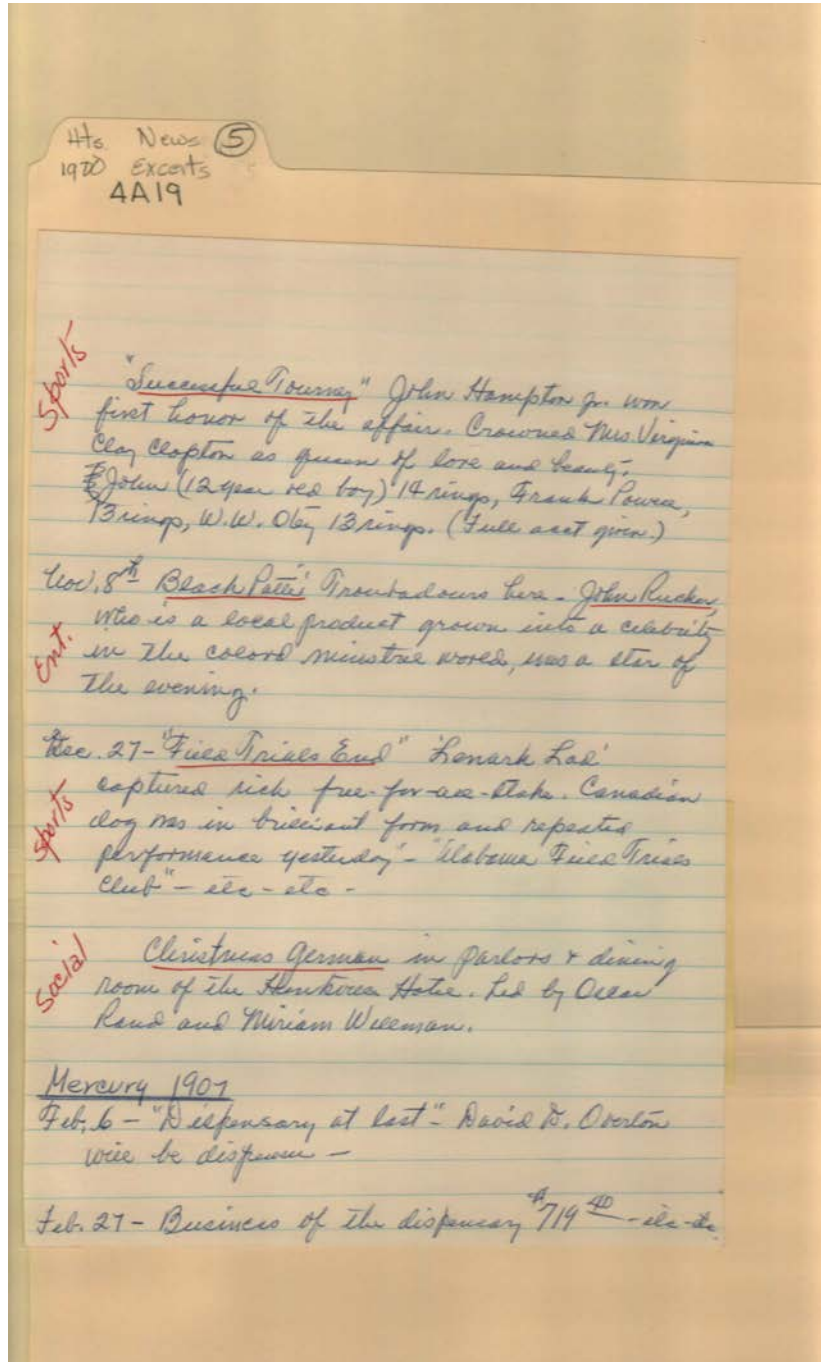 Hts News 5
1900 Excerts
4A19
Sports
"Successful Tourney" John Hampton Jr. won
first honor of the affair. Crowned Mrs. Virginia
Clay Clopton as queen of love and beauty.
John (12 year old boy) 14 rings, Frank Power,
13 rings, W.W. Obey 13 rings. (Full acct given.)
Nov. 8th Black Patti' Troubadours here - John Rucker,
who is a local product grown into a celebrity
Ent.
in the colord minstrel world, was a star of
the evening.
Dec. 27 - "Field Trials End" 'Lenark Lad'
captured rich free-for-all-stake. Canadian
Sports
dog was in brilliant form and repeated
performance yesterday" - "Alabama Field Trials
Club" - etc - etc -
Social
Christmas German in parlors & dining
room of the Hotel. Led by Oscar
Rand and Miriam Wellman.
Mercury 1907
Feb. 6 - "Dispensary at last" - David D. Overton
will be dispenser -
Feb. 27 - Business of the dispensary $719 40 - etc - etc